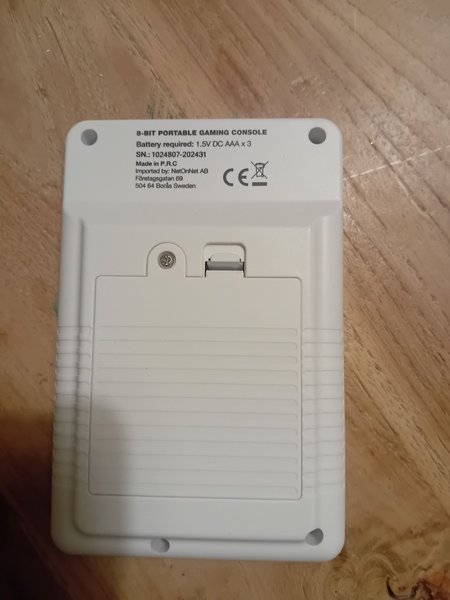 8-BIT PORTABLE GAMING CONSOLE
Battery required: 1.5V DC AAA x 3
SN.: 1024807-202431
Made in P.R.C
Imported by: NetOnNet AB
Företagsgatan 69
504 64 Borås Sweden
CE